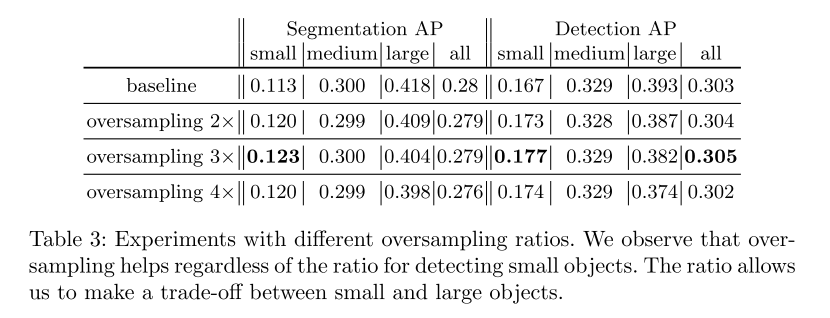 Segmentation AP Detection AP
small medium large all small medium large all
baseline 0.113 0.300 0.418 0.28 0.167 0.329 0.393 0.303
oversampling 2× 0.120 0.299 0.409 0.279 0.173 0.328 0.387 0.304
oversampling 3× 0.123 0.300 0.404 0.279 0.177 0.329 0.382 0.305
oversampling 4× 0.120 0.299 0.398 0.276 0.174 0.329 0.374 0.302
Table 3: Experiments with different oversampling ratios. We observe that over-
sampling helps regardless of the ratio for detecting small objects. The ratio allows
us to make a trade-off between small and large objects.